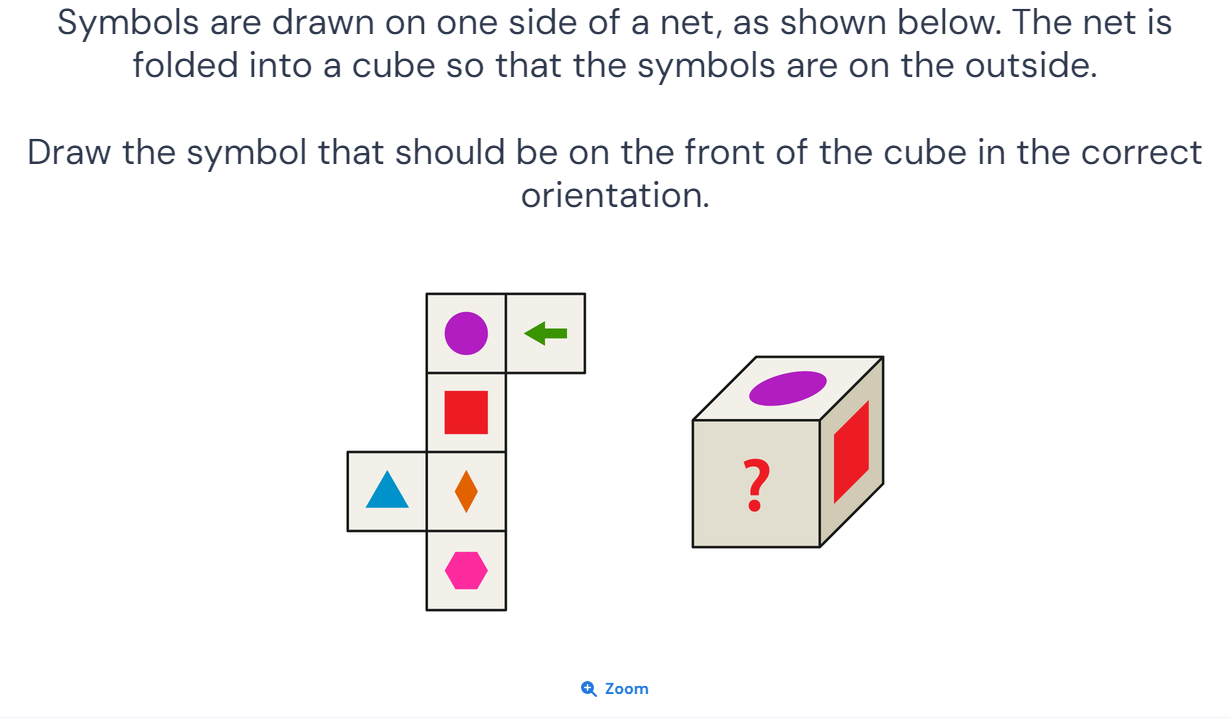 Symbols are drawn on one side of a net, as shown below. The net is
folded into a cube so that the symbols are on the outside.
Draw the symbol that should be on the front of the cube in the correct
orientation.
?
Zoom